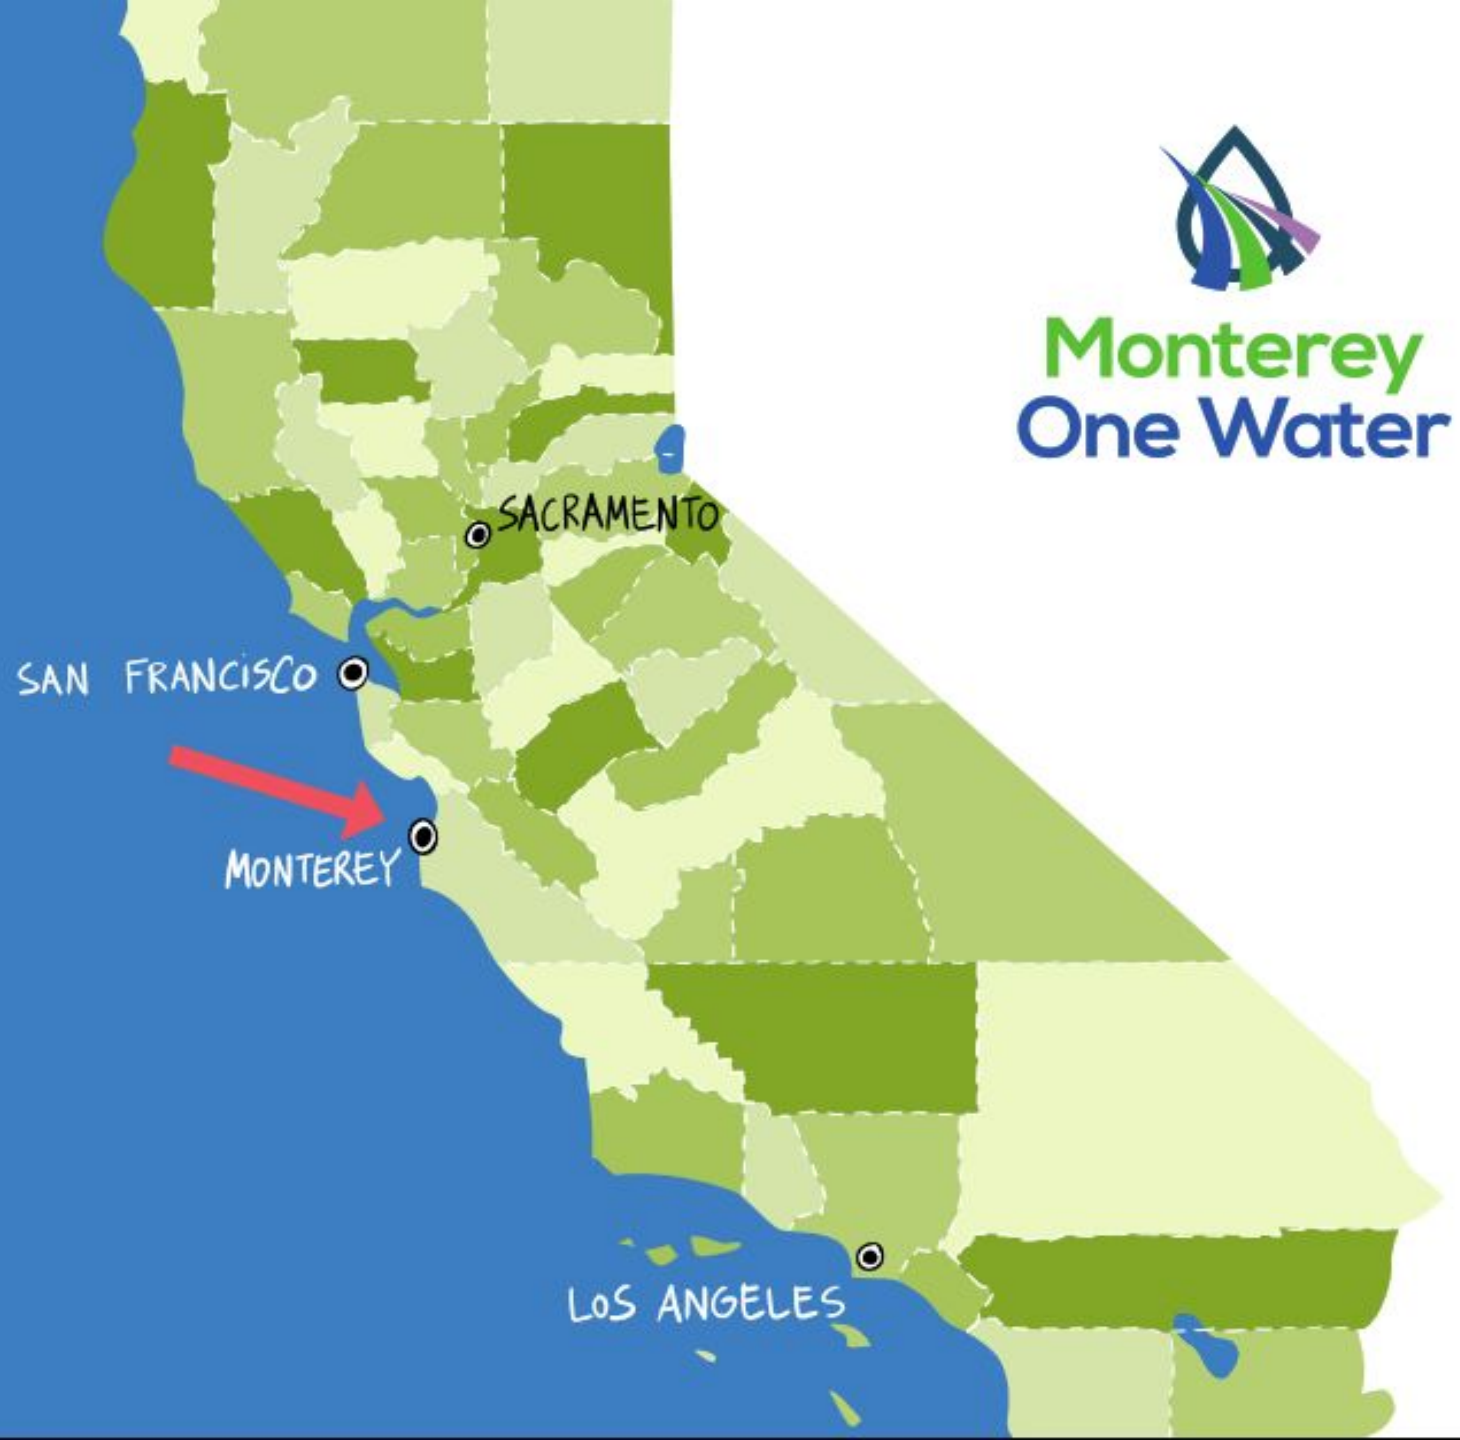 Monterey
One Water
SACRAMENTO
SAN FRANCISCO
MONTEREY
LOS ANGELES